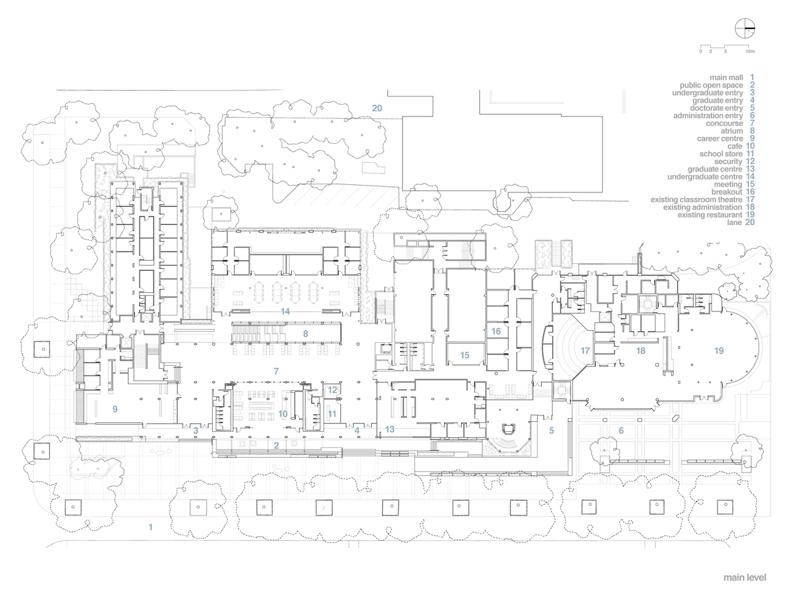 0 2 5 10m
main mall 1
public open space 2
undergraduate entry 3
graduate entry 4
doctorate entry 5
administration entry 6
concourse 7
atrium 8
career centre 9
cafe 10
school store 11
security 12
graduate centre 13
undergraduate centre 14
meeting 15
breakout 16
existing classroom theatre 17
existing administration 18
existing restaurant 19
lane 20
20
14
8
16
15
17
18
19
7
12
9
10
11
3
4
13
5
6
2
1
main level